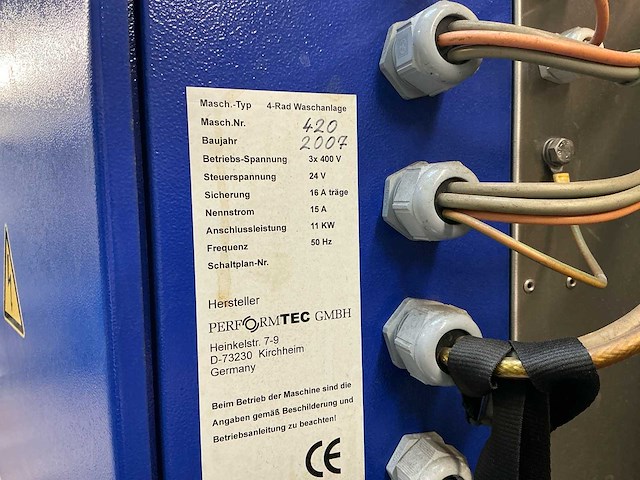 Masch.-Typ 4-Rad Waschanlage
Masch.Nr. 420
Baujahr 2007
Betriebs-Spannung 3x 400 V
Steuerspannung 24 V
Sicherung 16 A träge
Nennstrom 15 A
Anschlussleistung 11 KW
Frequenz 50 Hz
Schaltplan-Nr.
Hersteller
PERFORMTEC GMBH
Heinkelstr. 7-9
D-73230 Kirchheim
Germany
Beim Betrieb der Maschine sind die
Angaben gemäß Beschilderung und
Betriebsanleitung zu beachten!
CE